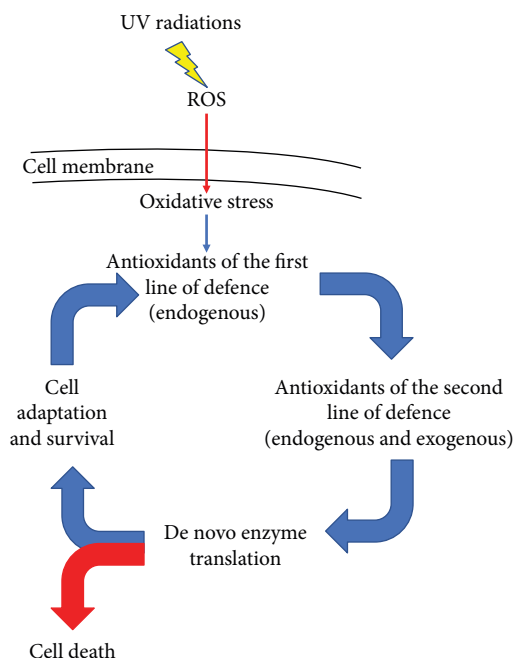 UV radiations
ROS
Cell membrane
Oxidative stress
Antioxidants of the first
line of defence
(endogenous)
Cell
adaptation
and survival
Antioxidants of the second
line of defence
(endogenous and exogenous)
De novo enzyme
translation
Cell death